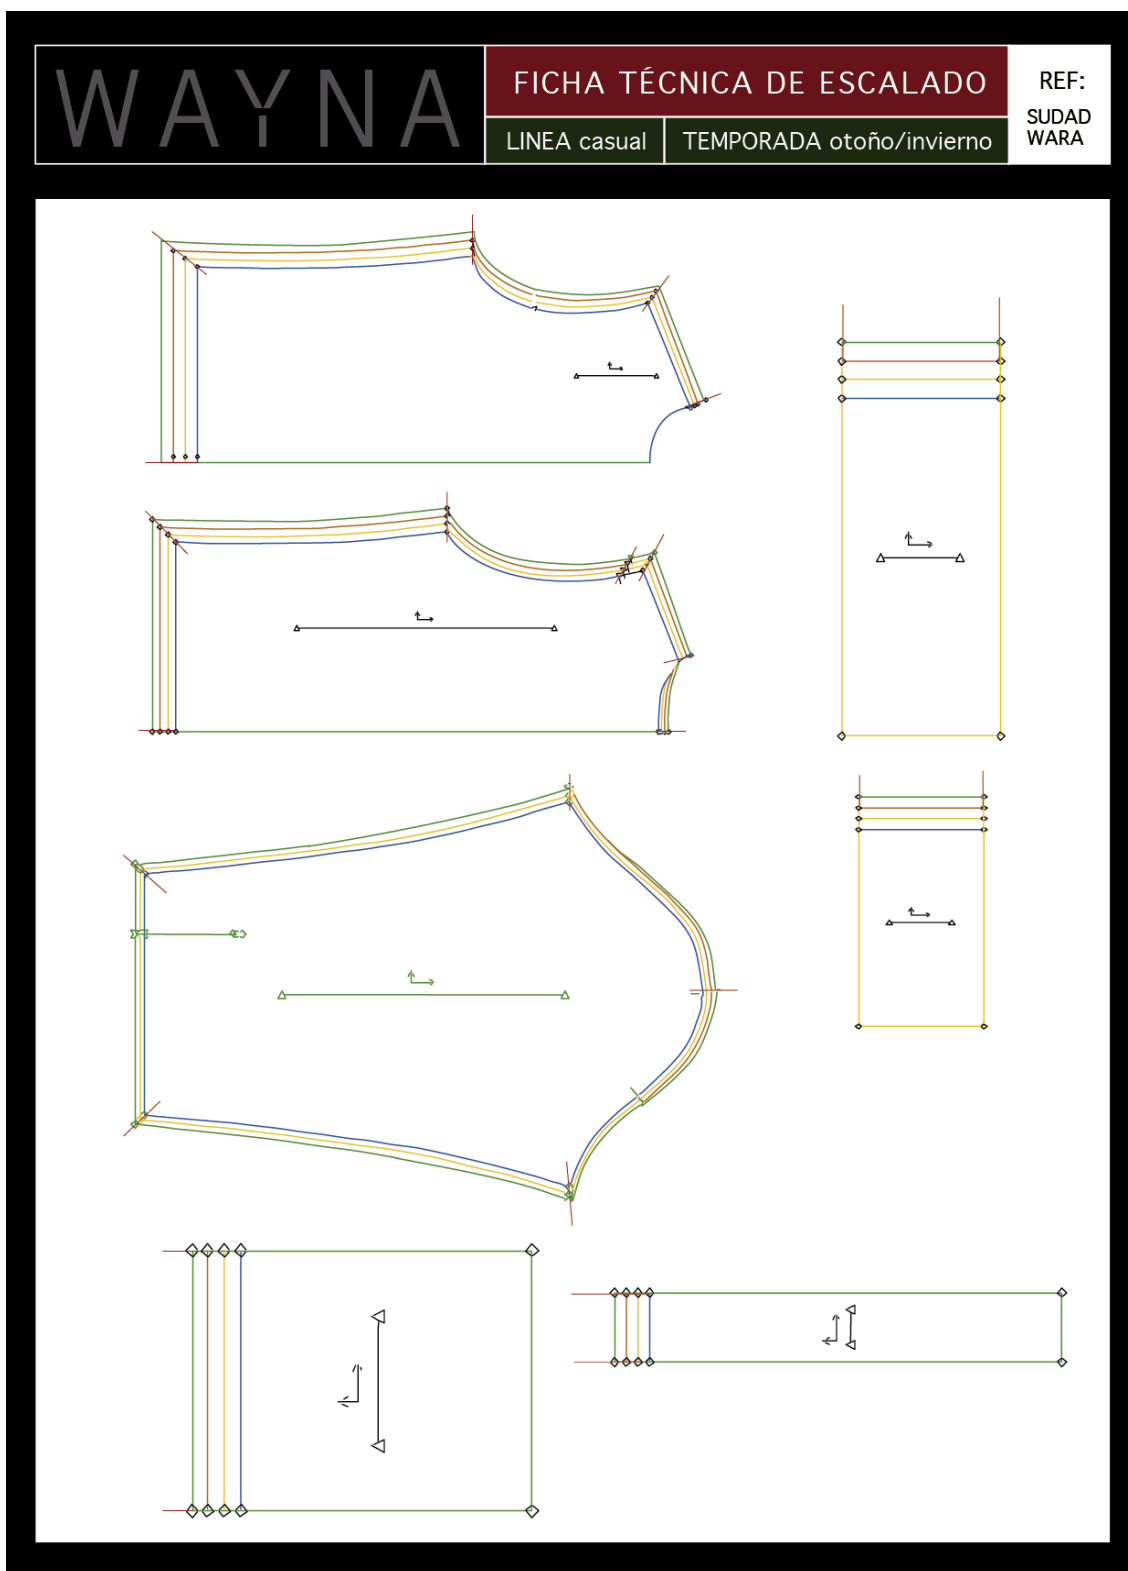 WAYNA
FICHA TÉCNICA DE ESCALADO
LINEA casual
TEMPORADA otoño/invierno
REF:
SUDAD
WARA